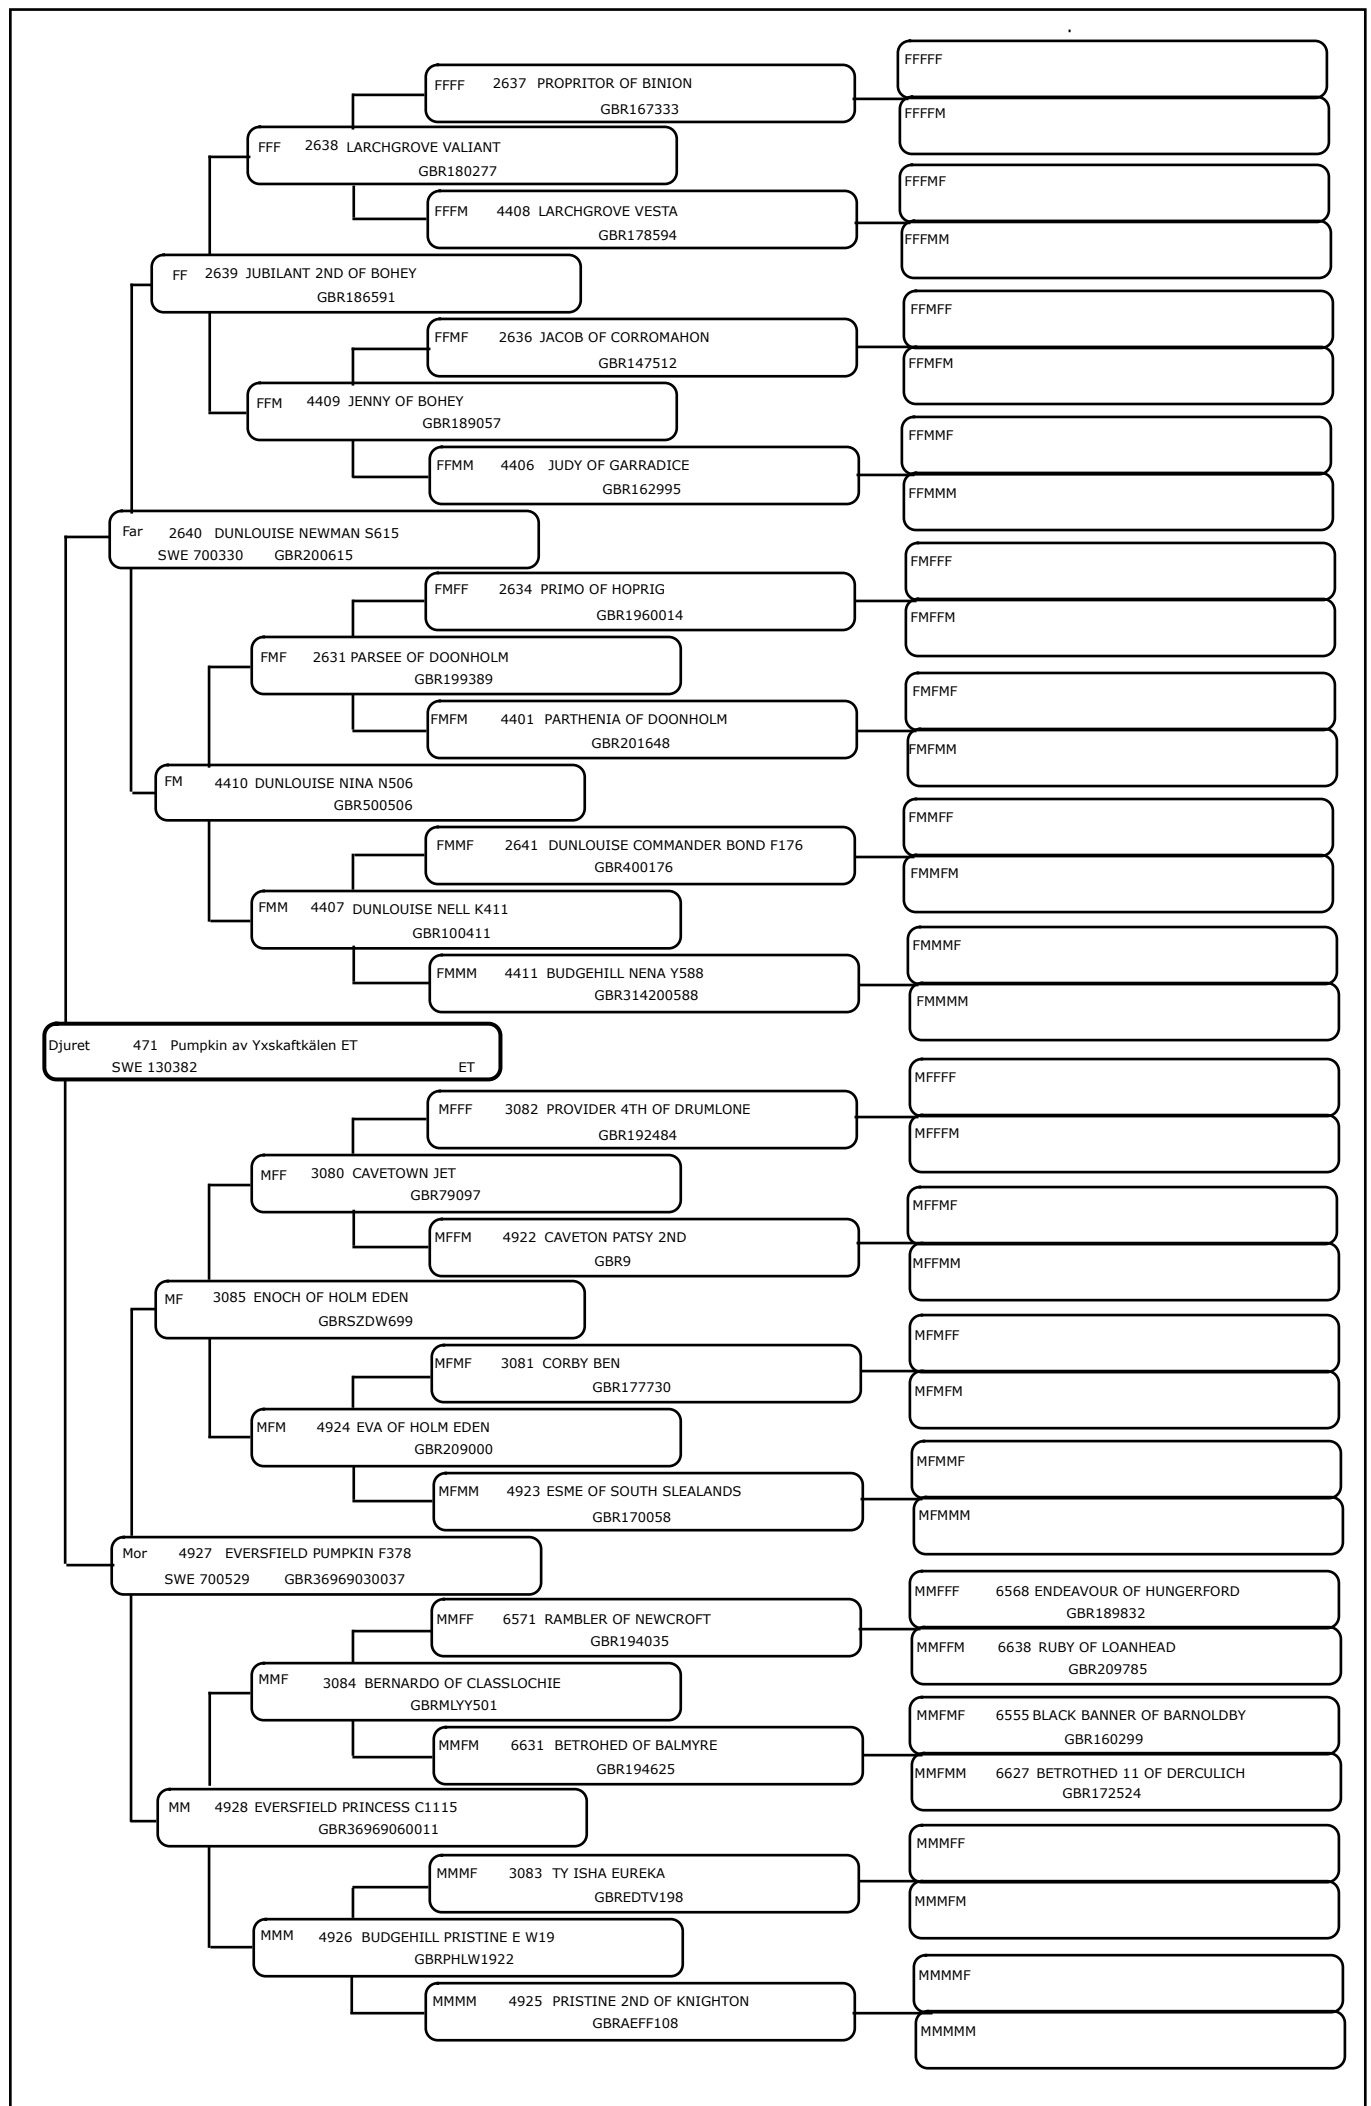 FFFFF
FFFF 2637 PROPRITOR OF BINION
GBR167333
FFFFM
FFF 2638 LARCHGROVE VALIANT
GBR180277
FFFMF
FFFM 4408 LARCHGROVE VESTA
GBR178594
FFFMM
FF 2639 JUBILANT 2ND OF BOHEY
GBR186591
FFMFF
FFMF 2636 JACOB OF CORROMAHON
GBR147512
FFMFM
FFM 4409 JENNY OF BOHEY
GBR189057
FFMMF
FFMM 4406 JUDY OF GARRADICE
GBR162995
FFMMM
Far 2640 DUNLOUISE NEWMAN S615
SWE 700330 GBR200615
FMFFF
FMFF 2634 PRIMO OF HOPRIG
GBR1960014
FMFFM
FMF 2631 PARSEE OF DOONHOLM
GBR199389
FMFMF
FMFM 4401 PARTHENIA OF DOONHOLM
GBR201648
FMFMM
FM 4410 DUNLOUISE NINA N506
GBR500506
FMMFF
FMMF 2641 DUNLOUISE COMMANDER BOND F176
GBR400176
FMMFM
FMM 4407 DUNLOUISE NELL K411
GBR100411
FMMMF
FMMM 4411 BUDGEHILL NENA Y588
GBR314200588
FMMMM
Djuret 471 Pumpkin av Yxskaftkälen ET
SWE 130382 ET
MFFFF
MFFF 3082 PROVIDER 4TH OF DRUMLONE
GBR192484
MFFFM
MFF 3080 CAVETOWN JET
GBR79097
MFFMF
MFFM 4922 CAVETON PATSY 2ND
GBR9
MFFMM
MF 3085 ENOCH OF HOLM EDEN
GBRSZDW699
MFMFF
MFMF 3081 CORBY BEN
GBR177730
MFMFM
MFM 4924 EVA OF HOLM EDEN
GBR209000
MFMMF
MFMM 4923 ESME OF SOUTH SLEALANDS
GBR170058
MFMMM
Mor 4927 EVERSFIELD PUMPKIN F378
SWE 700529 GBR36969030037
MMFFF 6568 ENDEAVOUR OF HUNGERFORD
GBR189832
MMFF 6571 RAMBLER OF NEWCROFT
GBR194035
MMFFM 6638 RUBY OF LOANHEAD
GBR209785
MMF 3084 BERNARDO OF CLASSLOCHIE
GBRMLYY501
MMFMF 6555 BLACK BANNER OF BARNOLDBY
GBR160299
MMFM 6631 BETROHED OF BALMYRE
GBR194625
MMFMM 6627 BETROTHED 11 OF DERCULICH
GBR172524
MM 4928 EVERSFIELD PRINCESS C1115
GBR36969060011
MMMFF
MMMF 3083 TY ISHA EUREKA
GBREDTV198
MMMFM
MMM 4926 BUDGEHILL PRISTINE E W19
GBRPHLW1922
MMMMF
MMMM 4925 PRISTINE 2ND OF KNIGHTON
GBRAEFF108
MMMMM